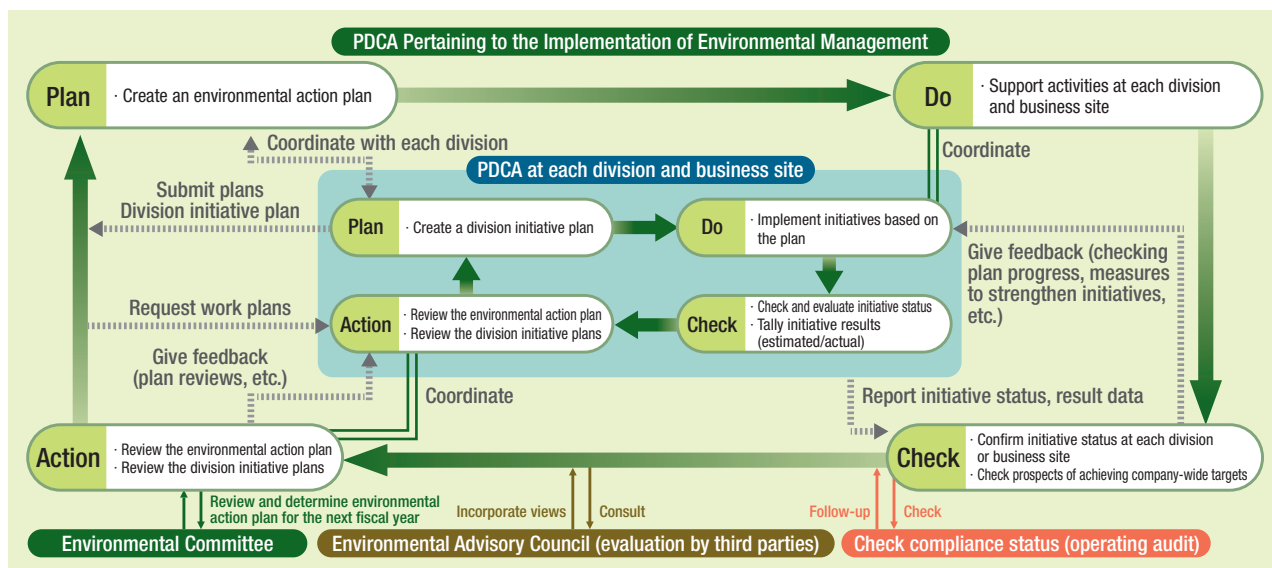 PDCA Pertaining to the Implementation of Environmental Management
Plan
· Create an environmental action plan
Do
· Support activities at each division
and business site
Coordinate with each division
Coordinate
PDCA at each division and business site
Submit plans
Division initiative plan
Plan
· Create a division initiative plan
Do
· Implement initiatives based on
the plan
Give feedback (checking
plan progress, measures
to strengthen initiatives,
etc.)
Request work plans
Action
· Review the environmental action plan
· Review the division initiative plans
Check
· Check and evaluate initiative status
· Tally initiative results
(estimated/actual)
Give feedback
(plan reviews, etc.)
Coordinate
Report initiative status, result data
Action
· Review the environmental action plan
· Review the division initiative plans
Check
· Confirm initiative status at each division
or business site
· Check prospects of achieving company-wide targets
Review and determine environmental
action plan for the next fiscal year
Incorporate views
Consult
Follow-up
Check
Environmental Committee
Environmental Advisory Council (evaluation by third parties)
Check compliance status (operating audit)